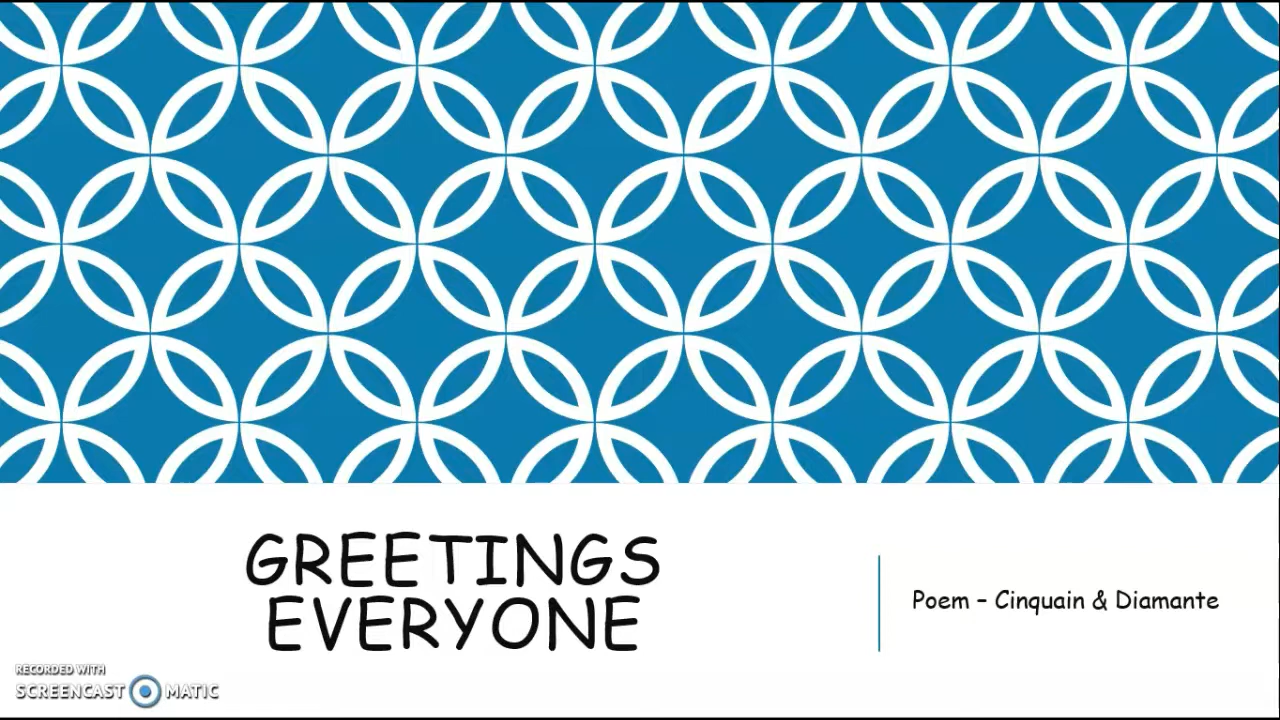 GREETINGS
EVERYONE
Poem – Cinquain & Diamante
RECORDED WITH
SCREENCAST MATIC